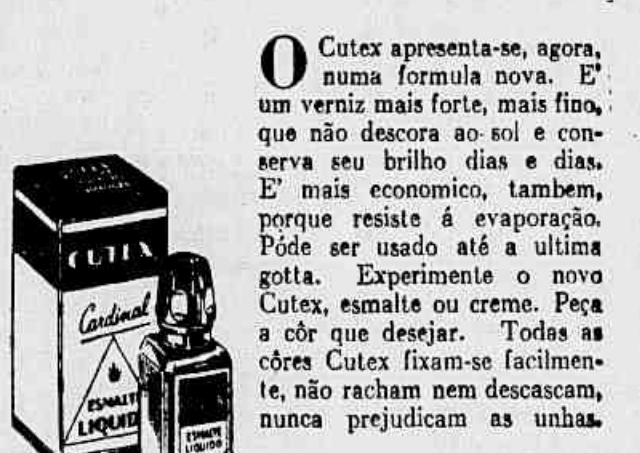 O Cutex apresenta-se, agora,
numa formula nova. E'
um verniz mais forte, mais fino,
que não descora ao sol e con-
serva seu brilho dias e dias.
E' mais economico, tambem,
porque resiste á evaporação.
Póde ser usado até a ultima
gotta. Experimente o novo
Cutex, esmalte ou creme. Peça
a côr que desejar. Todas as
côres Cutex fixam-se facilmen-
te, não racham nem descascam,
nunca prejudicam as unhas.
CUTEX
Cardinal
ESMALTE
LIQUIDO
ESMALTE
LIQUIDO